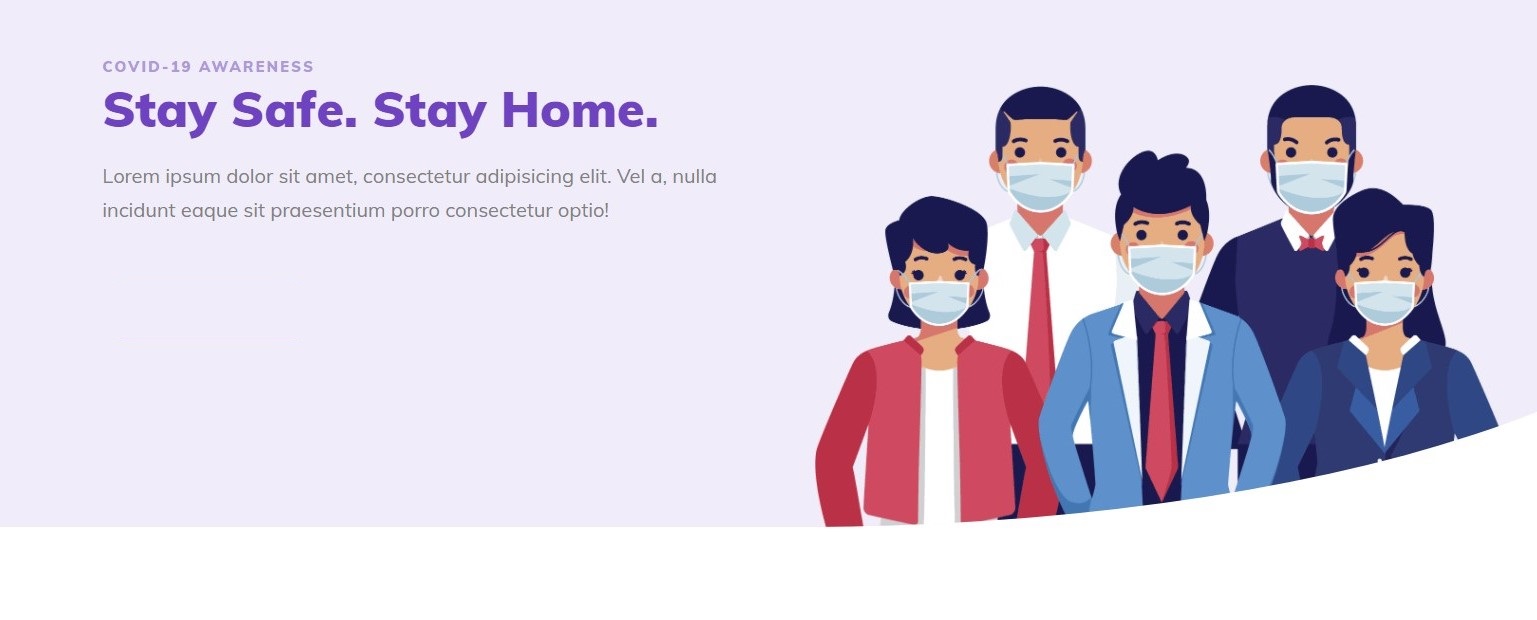 COVID-19 AWARENESS
Stay Safe. Stay Home.
Lorem ipsum dolor sit amet, consectetur adipisicing elit. Vel a, nulla
incidunt eaque sit praesentium porro consectetur optio!